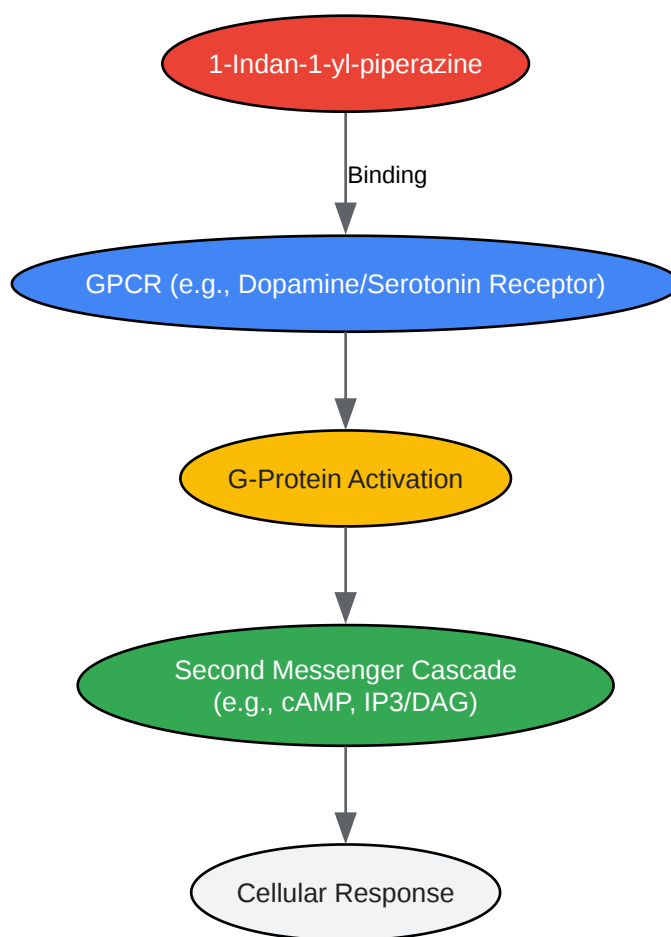 1-Indan-1-yl-piperazine
Binding
GPCR (e.g., Dopamine/Serotonin Receptor)
G-Protein Activation
Second Messenger Cascade
(e.g., cAMP, IP3/DAG)
Cellular Response